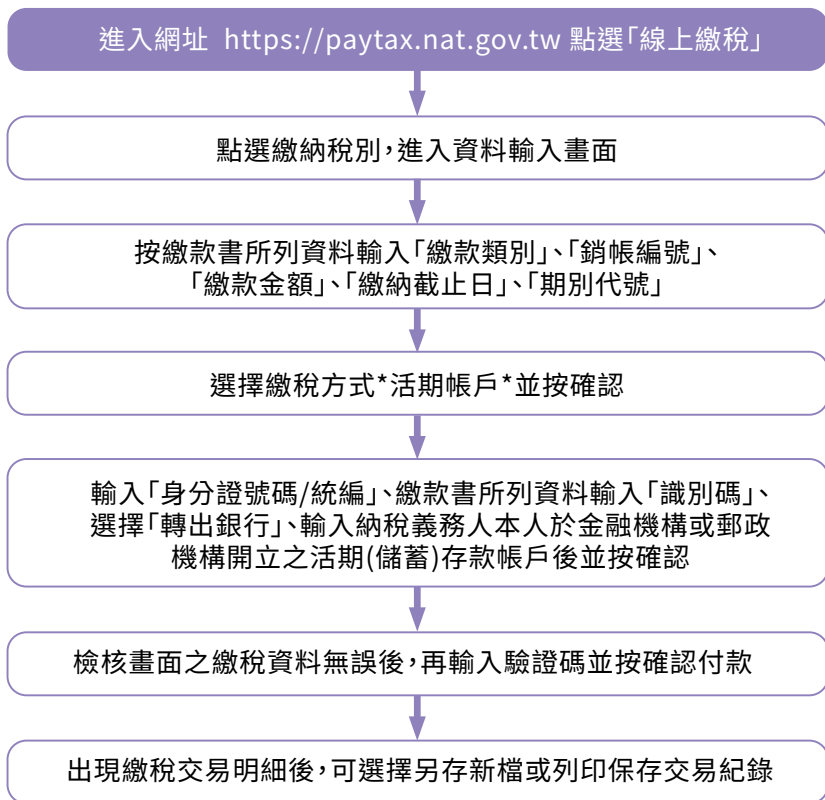 進入網址 https://paytax.nat.gov.tw 點選「線上繳稅」
點選繳納稅別,進入資料輸入畫面
按繳款書所列資料輸入「繳款類別」、「銷帳編號」、
「繳款金額」、「繳納截止日」、「期別代號」
選擇繳稅方式*活期帳戶*並按確認
輸入「身分證號碼/統編」、繳款書所列資料輸入「識別碼」、
選擇「轉出銀行」、輸入納稅義務人本人於金融機構或郵政
機構開立之活期(儲蓄)存款帳戶後並按確認
檢核畫面之繳稅資料無誤後,再輸入驗證碼並按確認付款
出現繳稅交易明細後,可選擇另存新檔或列印保存交易紀錄